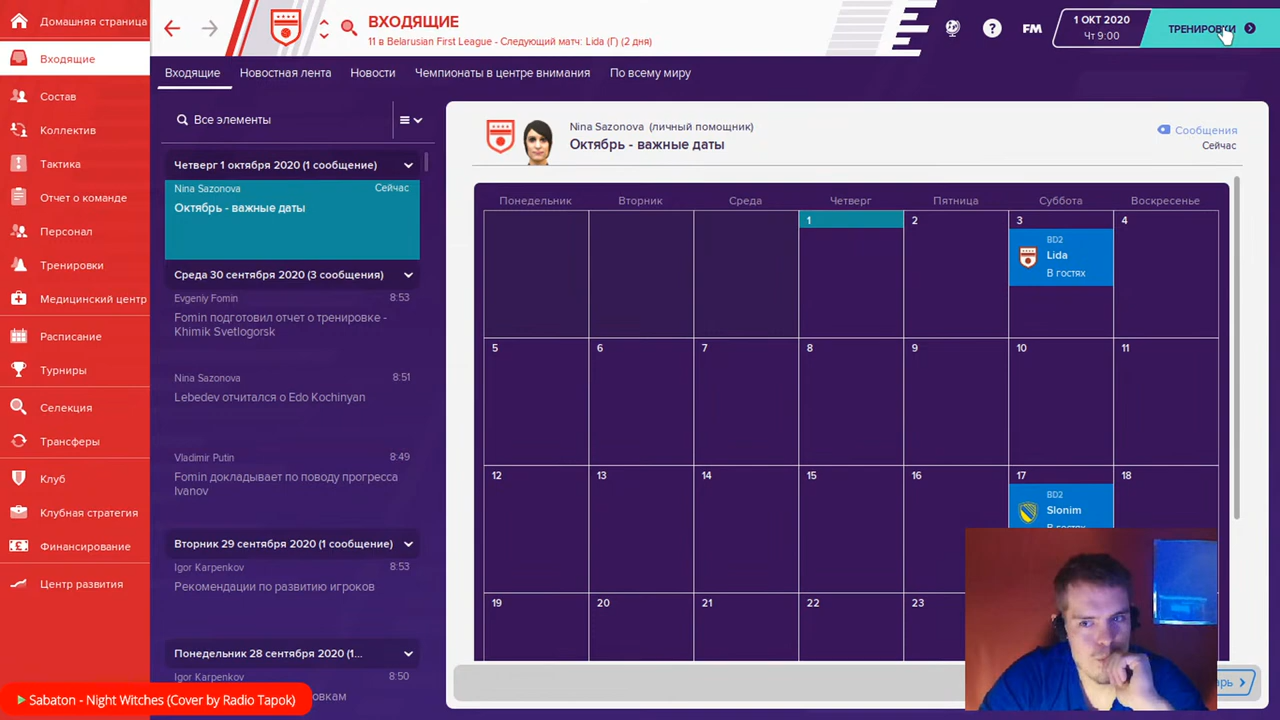 Домашняя страница
Входящие
Состав
Коллектив
Тактика
Отчет о команде
Персонал
Тренировки
Медицинский центр
Расписание
Турниры
Селекция
Трансферы
Клуб
Клубная стратегия
Финансирование
Центр развития
ВХОДЯЩИЕ
11 в Belarusian First League - Следующий матч: Lida (Г) (2 дня)
?
FM
1 ОКТ 2020
Чт 9:00
ТРЕНИРОВКИ
Входящие
Новостная лента
Новости
Чемпионаты в центре внимания
По всему миру
Все элементы
Четверг 1 октября 2020 (1 сообщение)
Nina Sazonova
Сейчас
Октябрь - важные даты
Среда 30 сентября 2020 (3 сообщения)
Evgeniy Fomin
8:53
Fomin подготовил отчет о тренировке -
Khimik Svetlogorsk
Nina Sazonova
8:51
Lebedev отчитался о Edo Kochinyan
Vladimir Putin
8:49
Fomin докладывает по поводу прогресса
Ivanov
Вторник 29 сентября 2020 (1 сообщение)
Igor Karpenkov
8:53
Рекомендации по развитию игроков
Понедельник 28 сентября 2020 (1...
Igor Karpenkov
8:50
Nina Sazonova (личный помощник)
Октябрь - важные даты
Сообщения
Сейчас
Понедельник Вторник Среда Четверг Пятница Суббота Воскресенье
1 2 3 4
BD2
Lida
В гостях
5 6 7 8 9 10 11
12 13 14 15 16 17 18
BD2
Slonim
В гостях
19 20 21 22 23
Sabaton - Night Witches (Cover by Radio Tapok)